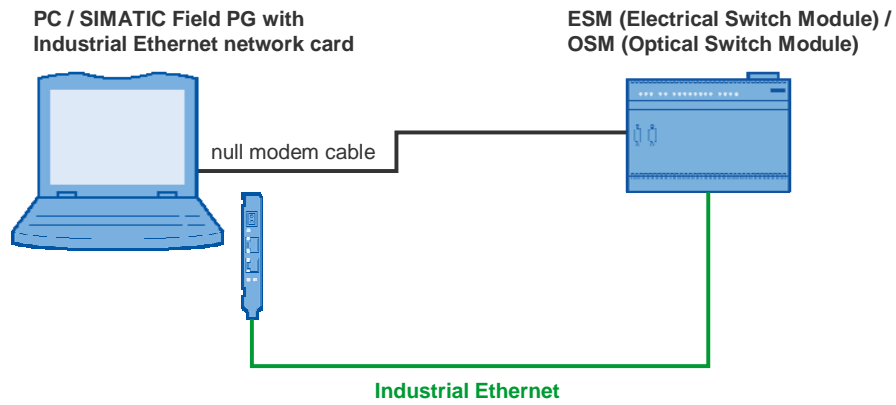 PC / SIMATIC Field PG with
Industrial Ethernet network card
ESM (Electrical Switch Module) /
OSM (Optical Switch Module)
null modem cable
Industrial Ethernet